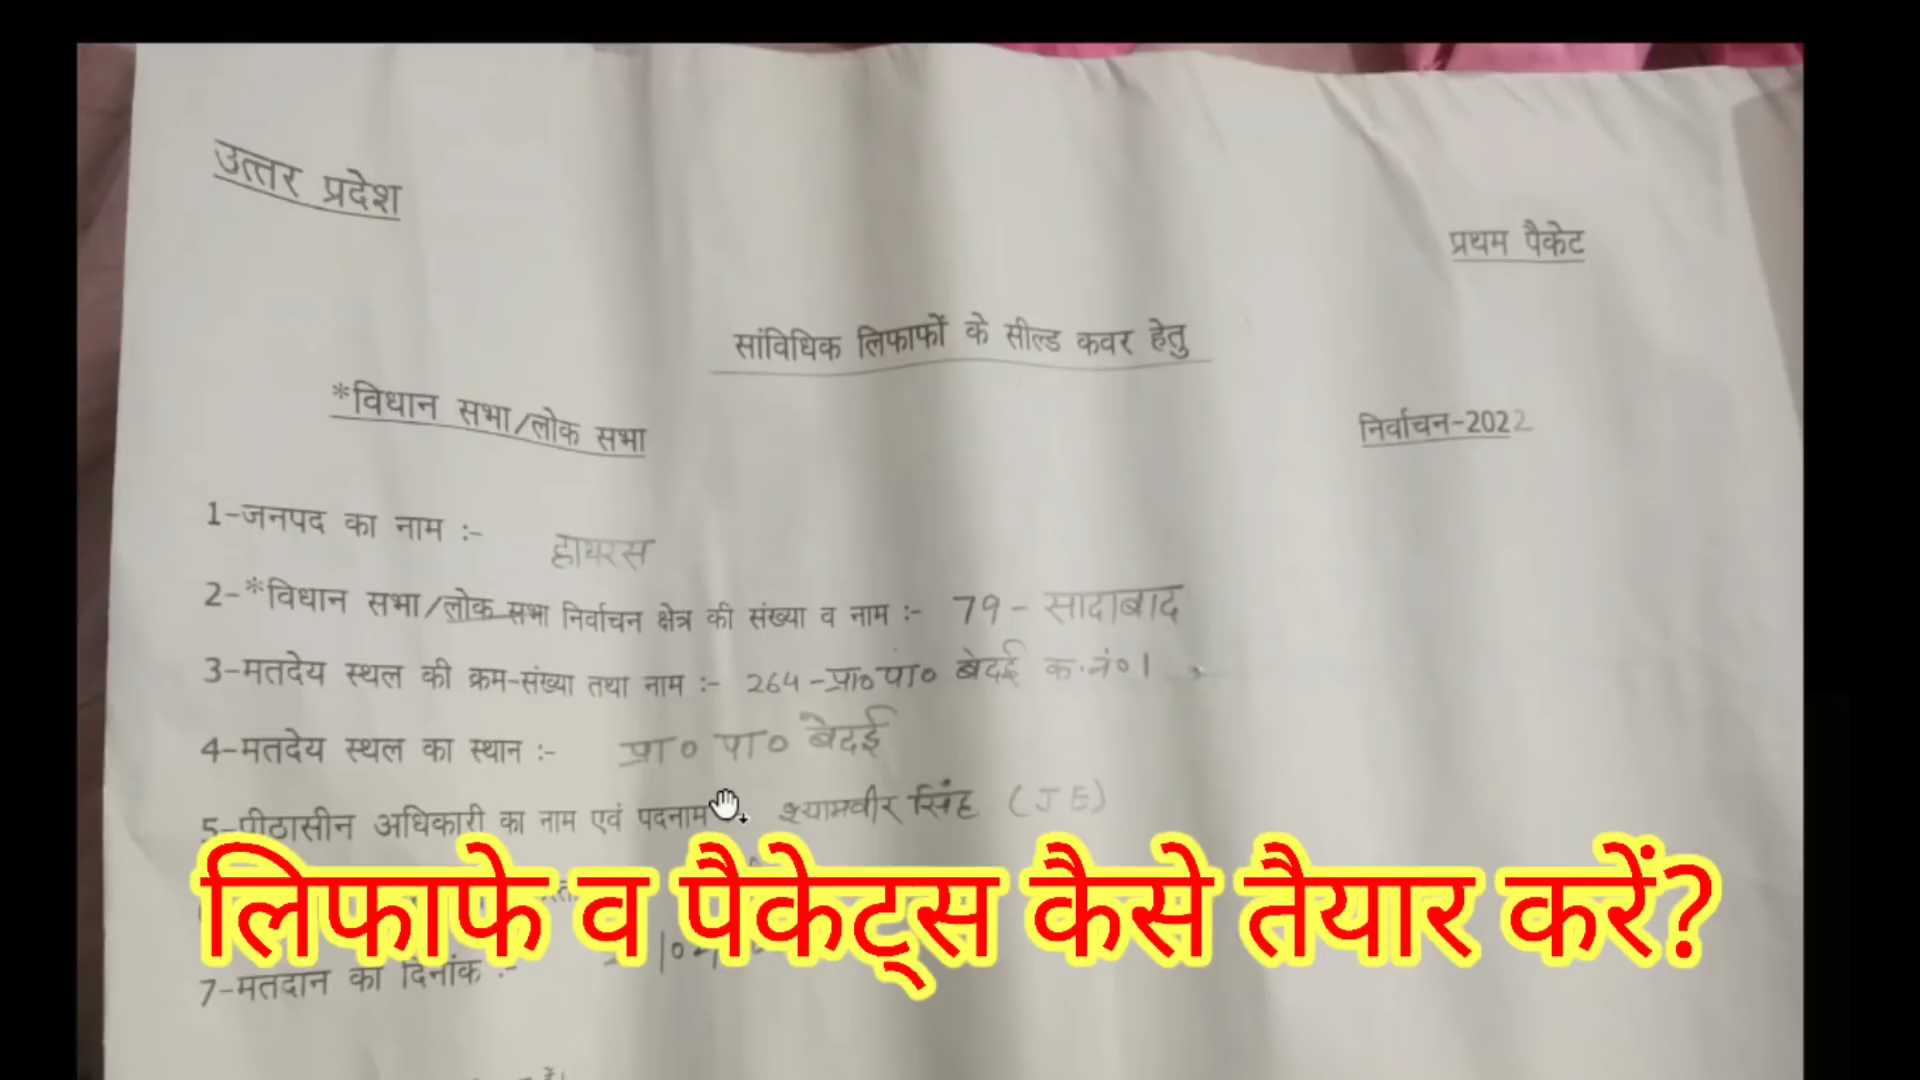 उत्तर प्रदेश
प्रथम पैकेट
सांविधिक लिफाफों के सील्ड कवर हेतु
*विधान सभा/लोक सभा
निर्वाचन-2022
1-जनपद का नाम :- हाथरस
2-*विधान सभा/लोक सभा निर्वाचन क्षेत्र की संख्या व नाम :- 79- सादाबाद
3-मतदेय स्थल की क्रम-संख्या तथा नाम :- 264-प्रा० पा० बेदई क.नं० 1
4-मतदेय स्थल का स्थान :- प्रा० पा० बेदई
5-पीठासीन अधिकारी का नाम एवं पदनाम श्यामवीर सिंह (JE)
लिफाफे व पैकेट्स कैसे तैयार करें?
7-मतदान का दिनांक :-